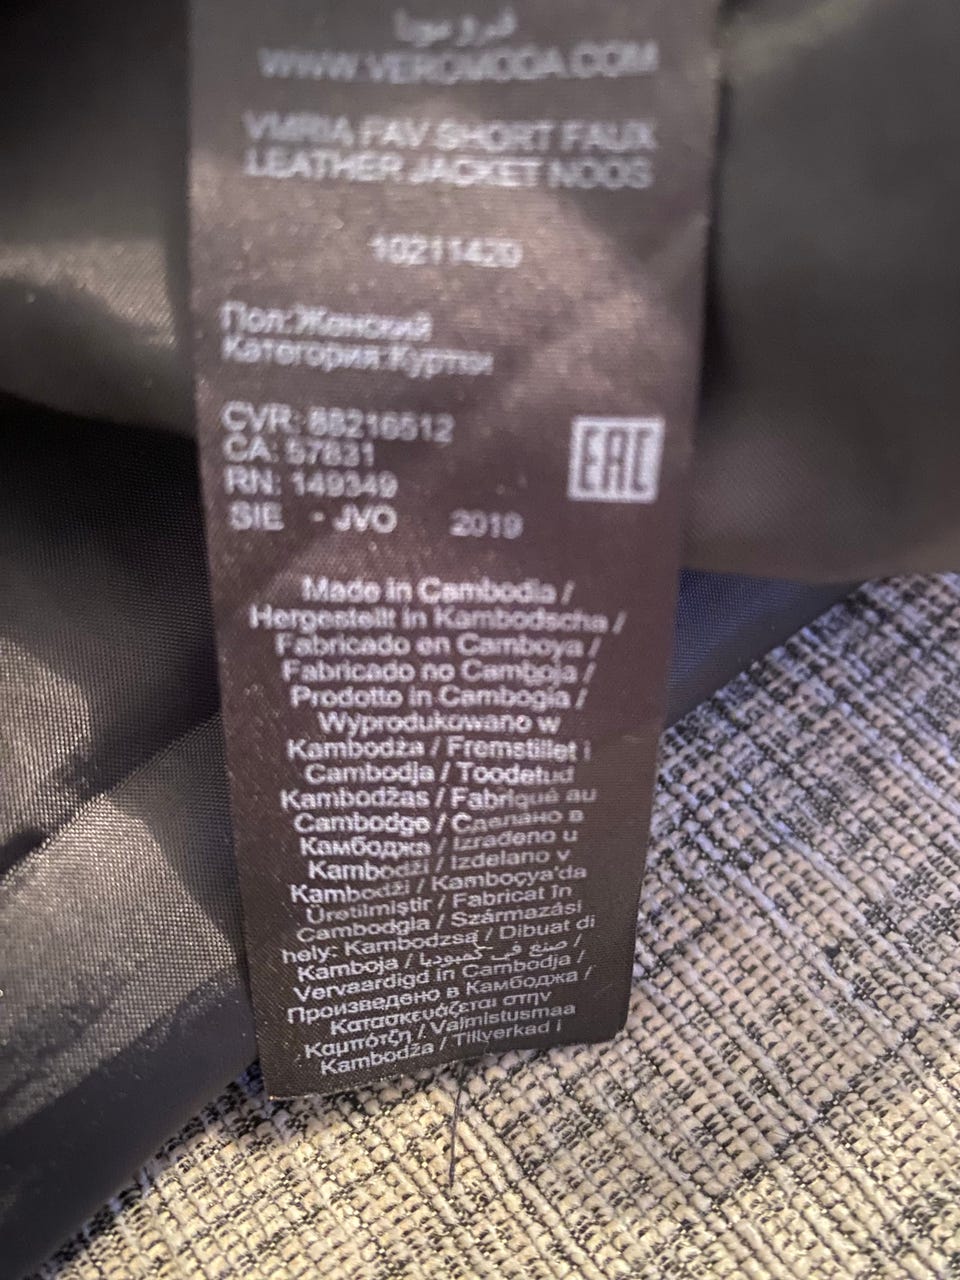 فيرو مودا
WWW.VEROMODA.COM
VMRIA FAV SHORT FAUX
LEATHER JACKET NOOS
10211420
Пол:Женский
Категория:Куртки
CVR: 88216512
CA: 57831
RN: 149349
SIE - JVO 2019
EAC
Made in Cambodia /
Hergestellt in Kambodscha /
Fabricado en Camboya /
Fabricado no Camboja /
Prodotto in Cambogia /
Wyprodukowano w
Kambodża / Fremstillet i
Cambodja / Toodetud
Kambodžas / Fabriqué au
Cambodge / Сделано в
Камбоджа / Izrađeno u
Kambodži / Izdelano v
Kambodži / Kamboçya'da
Üretilmiştir / Fabricat în
Cambodgia / Származási
hely: Kambodzsa / Dibuat di
Kamboja / صنع في كمبوديا /
Vervaardigd in Cambodja /
Произведено в Камбоджа /
Κατασκευάζεται στην
Καμπότζη / Valmistusmaa
Kambodža / Tillverkad i